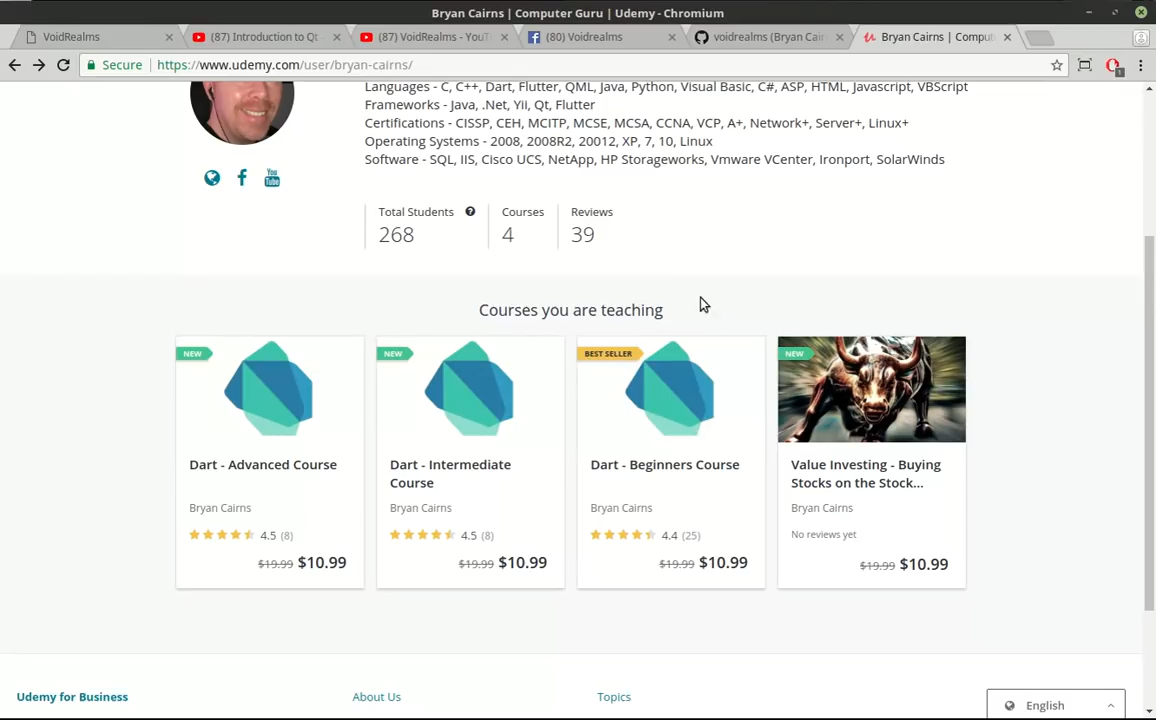 Bryan Cairns | Computer Guru | Udemy - Chromium
VoidRealms
(87) Introduction to Qt -
(87) VoidRealms - YouT
(80) Voidrealms
voidrealms (Bryan Cair
Bryan Cairns | Comput
Secure
https://www.udemy.com/user/bryan-cairns/
1
Languages - C, C++, Dart, Flutter, QML, Java, Python, Visual Basic, C#, ASP, HTML, Javascript, VBScript
Frameworks - Java, .Net, Yii, Qt, Flutter
Certifications - CISSP, CEH, MCITP, MCSE, MCSA, CCNA, VCP, A+, Network+, Server+, Linux+
Operating Systems - 2008, 2008R2, 20012, XP, 7, 10, Linux
Software - SQL, IIS, Cisco UCS, NetApp, HP Storageworks, Vmware VCenter, Ironport, SolarWinds
You Tube
Total Students
268
Courses
4
Reviews
39
Courses you are teaching
NEW
Dart - Advanced Course
Bryan Cairns
4.5 (8)
$19.99 $10.99
NEW
Dart - Intermediate
Course
Bryan Cairns
4.5 (8)
$19.99 $10.99
BEST SELLER
Dart - Beginners Course
Bryan Cairns
4.4 (25)
$19.99 $10.99
NEW
Value Investing - Buying
Stocks on the Stock...
Bryan Cairns
No reviews yet
$19.99 $10.99
Udemy for Business
About Us
Topics
English